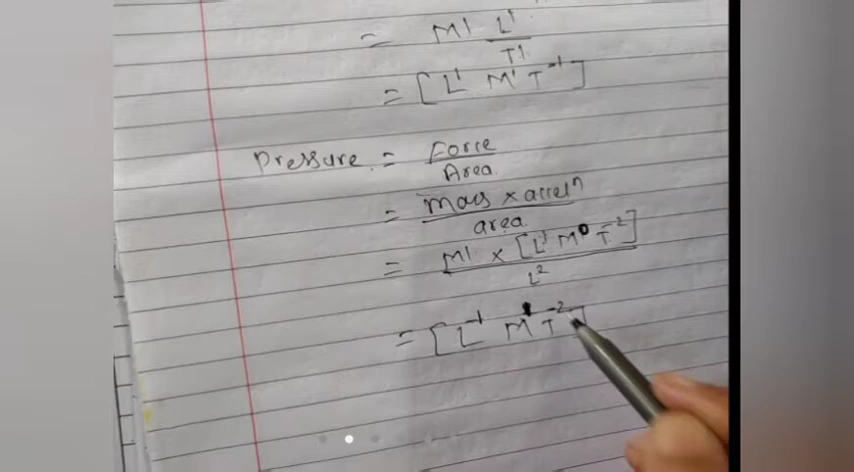 = M¹ L¹/T¹
= [L¹ M¹ T⁻¹]
Pressure = Force/Area
= Mass x accelⁿ/area
= M¹ x [L¹ M⁰ T⁻²]/L²
= [L⁻¹ M¹ T⁻²]